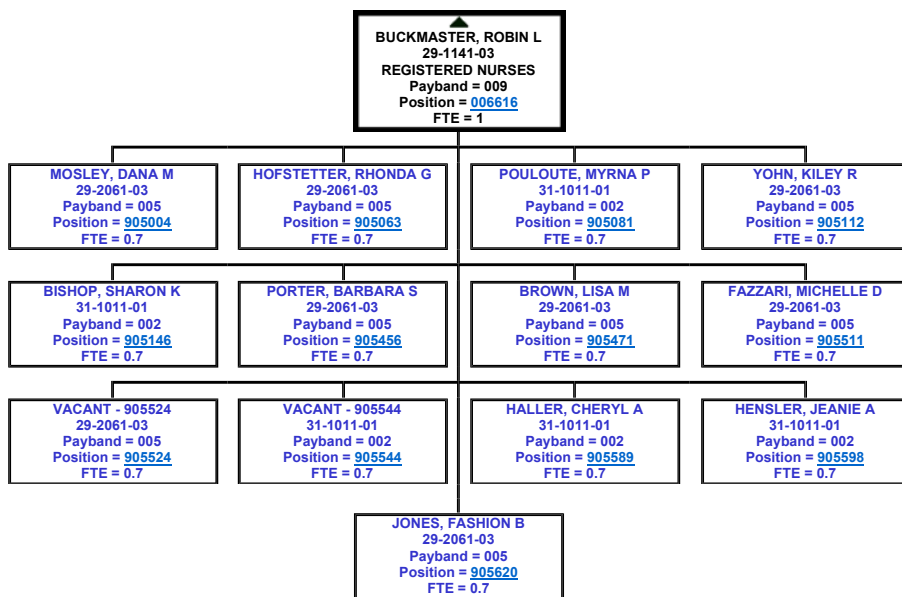 BUCKMASTER, ROBIN L
29-1141-03
REGISTERED NURSES
Payband = 009
Position = 006616
FTE = 1
MOSLEY, DANA M
29-2061-03
Payband = 005
Position = 905004
FTE = 0.7
HOFSTETTER, RHONDA G
29-2061-03
Payband = 005
Position = 905063
FTE = 0.7
POULOUTE, MYRNA P
31-1011-01
Payband = 002
Position = 905081
FTE = 0.7
YOHN, KILEY R
29-2061-03
Payband = 005
Position = 905112
FTE = 0.7
BISHOP, SHARON K
31-1011-01
Payband = 002
Position = 905146
FTE = 0.7
PORTER, BARBARA S
29-2061-03
Payband = 005
Position = 905456
FTE = 0.7
BROWN, LISA M
29-2061-03
Payband = 005
Position = 905471
FTE = 0.7
FAZZARI, MICHELLE D
29-2061-03
Payband = 005
Position = 905511
FTE = 0.7
VACANT - 905524
29-2061-03
Payband = 005
Position = 905524
FTE = 0.7
VACANT - 905544
31-1011-01
Payband = 002
Position = 905544
FTE = 0.7
HALLER, CHERYL A
31-1011-01
Payband = 002
Position = 905589
FTE = 0.7
HENSLER, JEANIE A
31-1011-01
Payband = 002
Position = 905598
FTE = 0.7
JONES, FASHION B
29-2061-03
Payband = 005
Position = 905620
FTE = 0.7